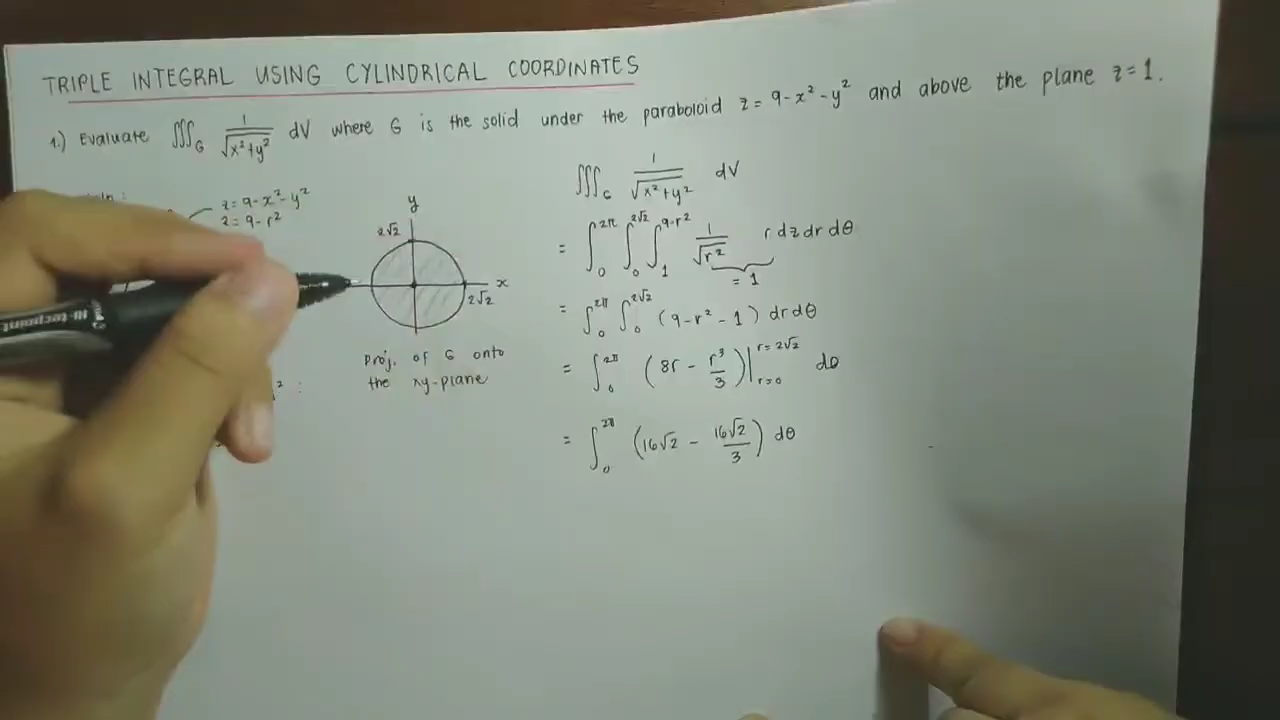 TRIPLE INTEGRAL USING CYLINDRICAL COORDINATES
1.) Evaluate ∭_G 1/√(x²+y²) dV where G is the solid under the paraboloid z = 9-x²-y² and above the plane z=1.
z = 9-x²-y²
z = 9-r²
y
2√2
x
2√2
Proj. of G onto
the xy-plane
∭_G 1/√(x²+y²) dV
= ∫_0^{2π} ∫_0^{2√2} ∫_1^{9-r²} 1/√(r²) r dz dr dθ
= 1
= ∫_0^{2π} ∫_0^{2√2} (9-r²-1) dr dθ
= ∫_0^{2π} (8r - r³/3) |_{r=0}^{r=2√2} dθ
= ∫_0^{2π} (16√2 - 16√2/3) dθ
Hi-tecpoint